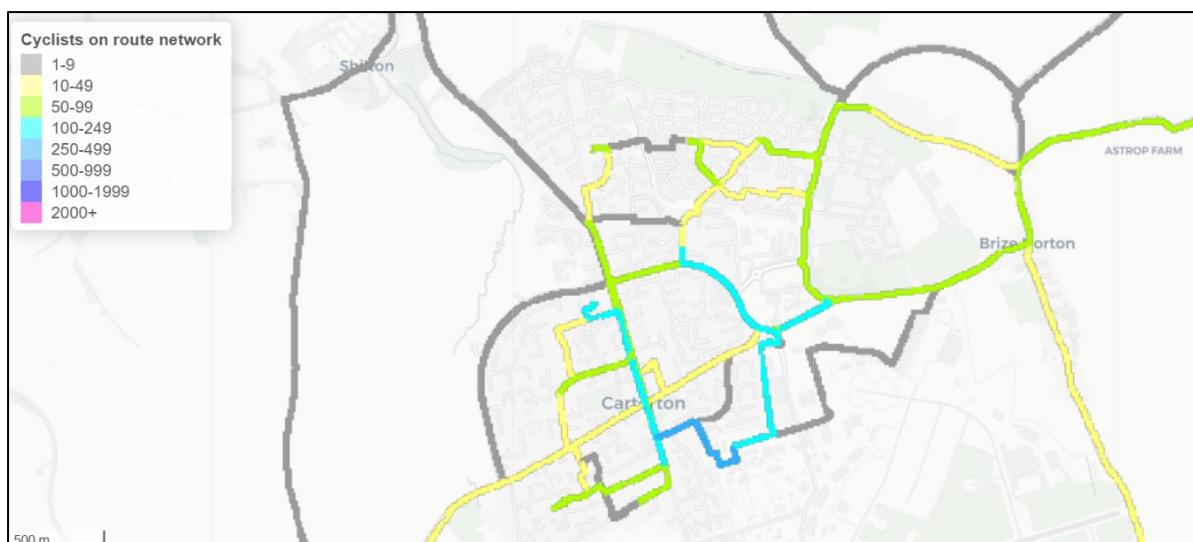 Cyclists on route network
1-9
10-49
50-99
100-249
250-499
500-999
1000-1999
2000+
Shilton
ASTROP FARM
Brize Norton
Carterton
500 m